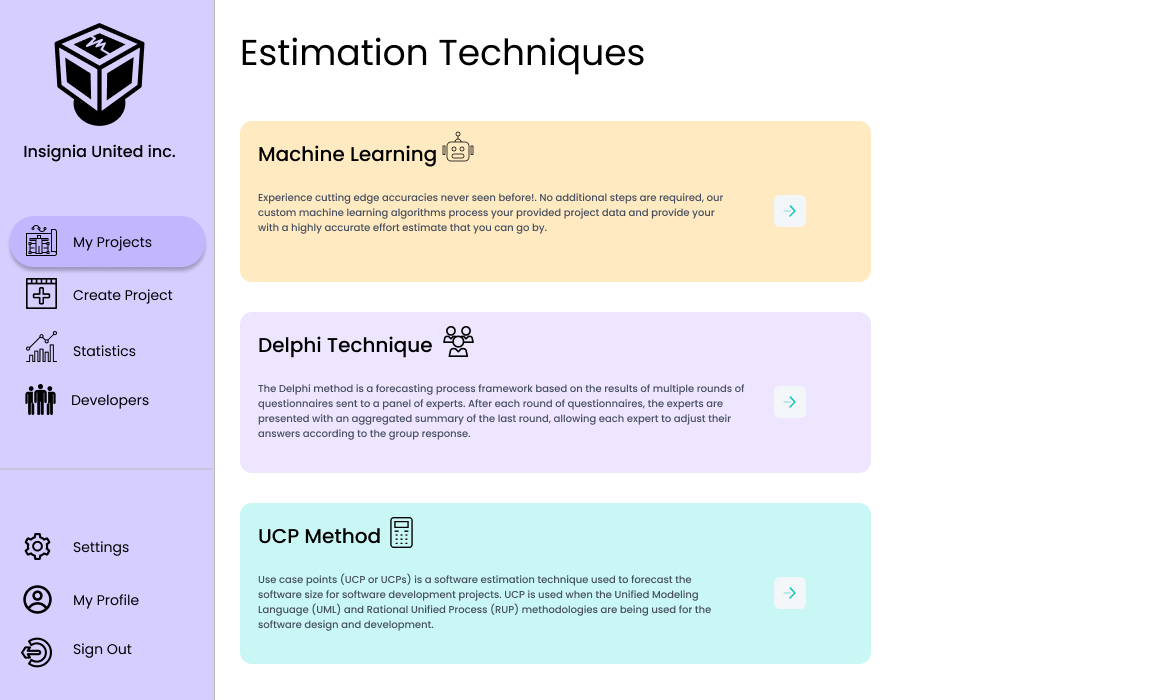 Insignia United inc.
My Projects
Create Project
Statistics
Developers
Settings
My Profile
Sign Out
Estimation Techniques
Machine Learning
Experience cutting edge accuracies never seen before!. No additional steps are required, our
custom machine learning algorithms process your provided project data and provide your
with a highly accurate effort estimate that you can go by.
Delphi Technique
The Delphi method is a forecasting process framework based on the results of multiple rounds of
questionnaires sent to a panel of experts. After each round of questionnaires, the experts are
presented with an aggregated summary of the last round, allowing each expert to adjust their
answers according to the group response.
UCP Method
Use case points (UCP or UCPs) is a software estimation technique used to forecast the
software size for software development projects. UCP is used when the Unified Modeling
Language (UML) and Rational Unified Process (RUP) methodologies are being used for the
software design and development.